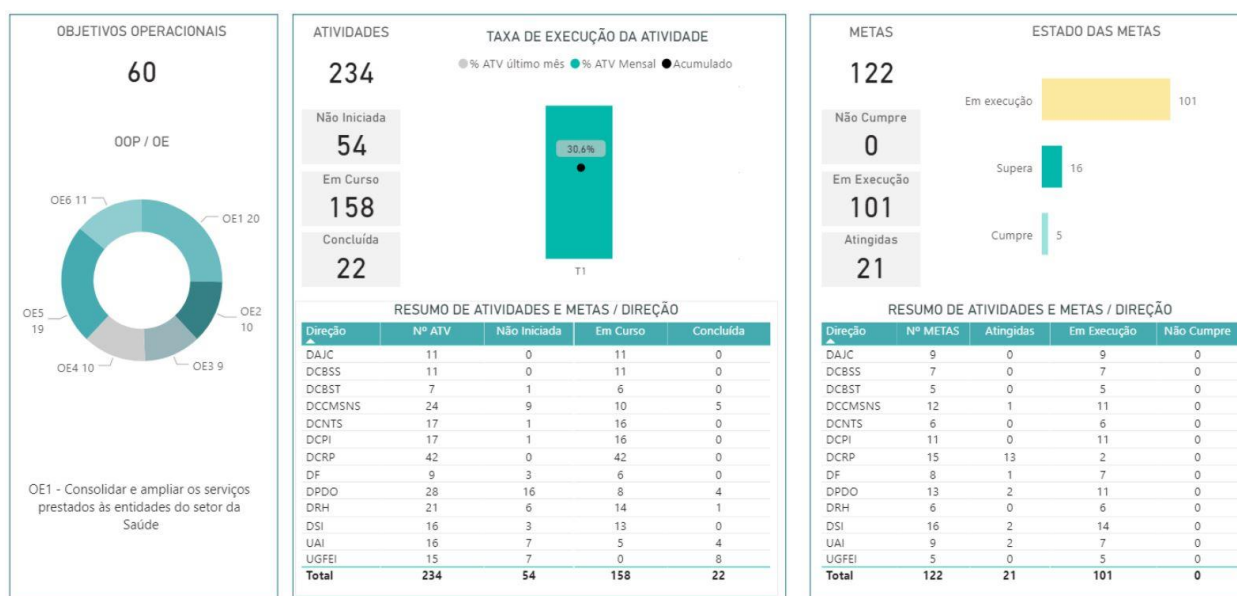 OBJETIVOS OPERACIONAIS
60
OOP / OE
OE6 11
OE1 20
OE5
19
OE2
10
OE4 10
OE3 9
OE1 - Consolidar e ampliar os serviços
prestados às entidades do setor da
Saúde
ATIVIDADES
234
Não Iniciada
54
Em Curso
158
Concluída
22
TAXA DE EXECUÇÃO DA ATIVIDADE
% ATV último mês % ATV Mensal Acumulado
30.6%
T1
RESUMO DE ATIVIDADES E METAS / DIREÇÃO
Direção Nº ATV Não Iniciada Em Curso Concluída
DAJC 11 0 11 0
DCBSS 11 0 11 0
DCBST 7 1 6 0
DCCMSNS 24 9 10 5
DCNTS 17 1 16 0
DCPI 17 1 16 0
DCRP 42 0 42 0
DF 9 3 6 0
DPDO 28 16 8 4
DRH 21 6 14 1
DSI 16 3 13 0
UAI 16 7 5 4
UGFEI 15 7 0 8
Total 234 54 158 22
METAS
122
Não Cumpre
0
Em Execução
101
Atingidas
21
ESTADO DAS METAS
Em execução 101
Supera 16
Cumpre 5
RESUMO DE ATIVIDADES E METAS / DIREÇÃO
Direção Nº METAS Atingidas Em Execução Não Cumpre
DAJC 9 0 9 0
DCBSS 7 0 7 0
DCBST 5 0 5 0
DCCMSNS 12 1 11 0
DCNTS 6 0 6 0
DCPI 11 0 11 0
DCRP 15 13 2 0
DF 8 1 7 0
DPDO 13 2 11 0
DRH 6 0 6 0
DSI 16 2 14 0
UAI 9 2 7 0
UGFEI 5 0 5 0
Total 122 21 101 0